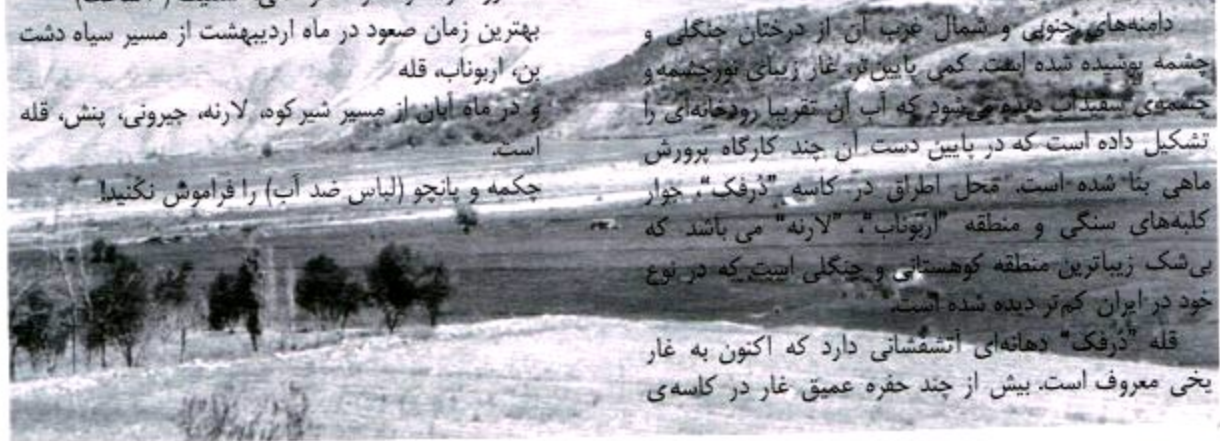 دامنه‌های جنوبی و شمال غرب آن از درختان جنگلی و
چشمه پوشیده شده است. کمی پایین‌تر، غار زیبای نورچشمه و
چشمه‌ی سفیدآب دیده می‌شود که آب آن تقریبا رودخانه‌ای را
تشکیل داده است که در پایین دست آن چند کارگاه پرورش
ماهی بنا شده است. محل اطراق در کاسه "دُرفک"، جوار
کلبه‌های سنگی و منطقه "اربوناب"، "لارنه" می باشد که
بی‌شک زیباترین منطقه کوهستانی و جنگلی است که در نوع
خود در ایران کم‌تر دیده شده است.
قله "دُرفک" دهانه‌ای آتشفشانی دارد که اکنون به غار
یخی معروف است. بیش از چند حفره عمیق غار در کاسه‌ی
بهترین زمان صعود در ماه اردیبهشت از مسیر سیاه دشت
بن، اربوناب، قله
و در ماه آبان از مسیر شیرکوه، لارنه، جیرونی، پنش، قله
است.
چکمه و پانچو (لباس ضد آب) را فراموش نکنید!